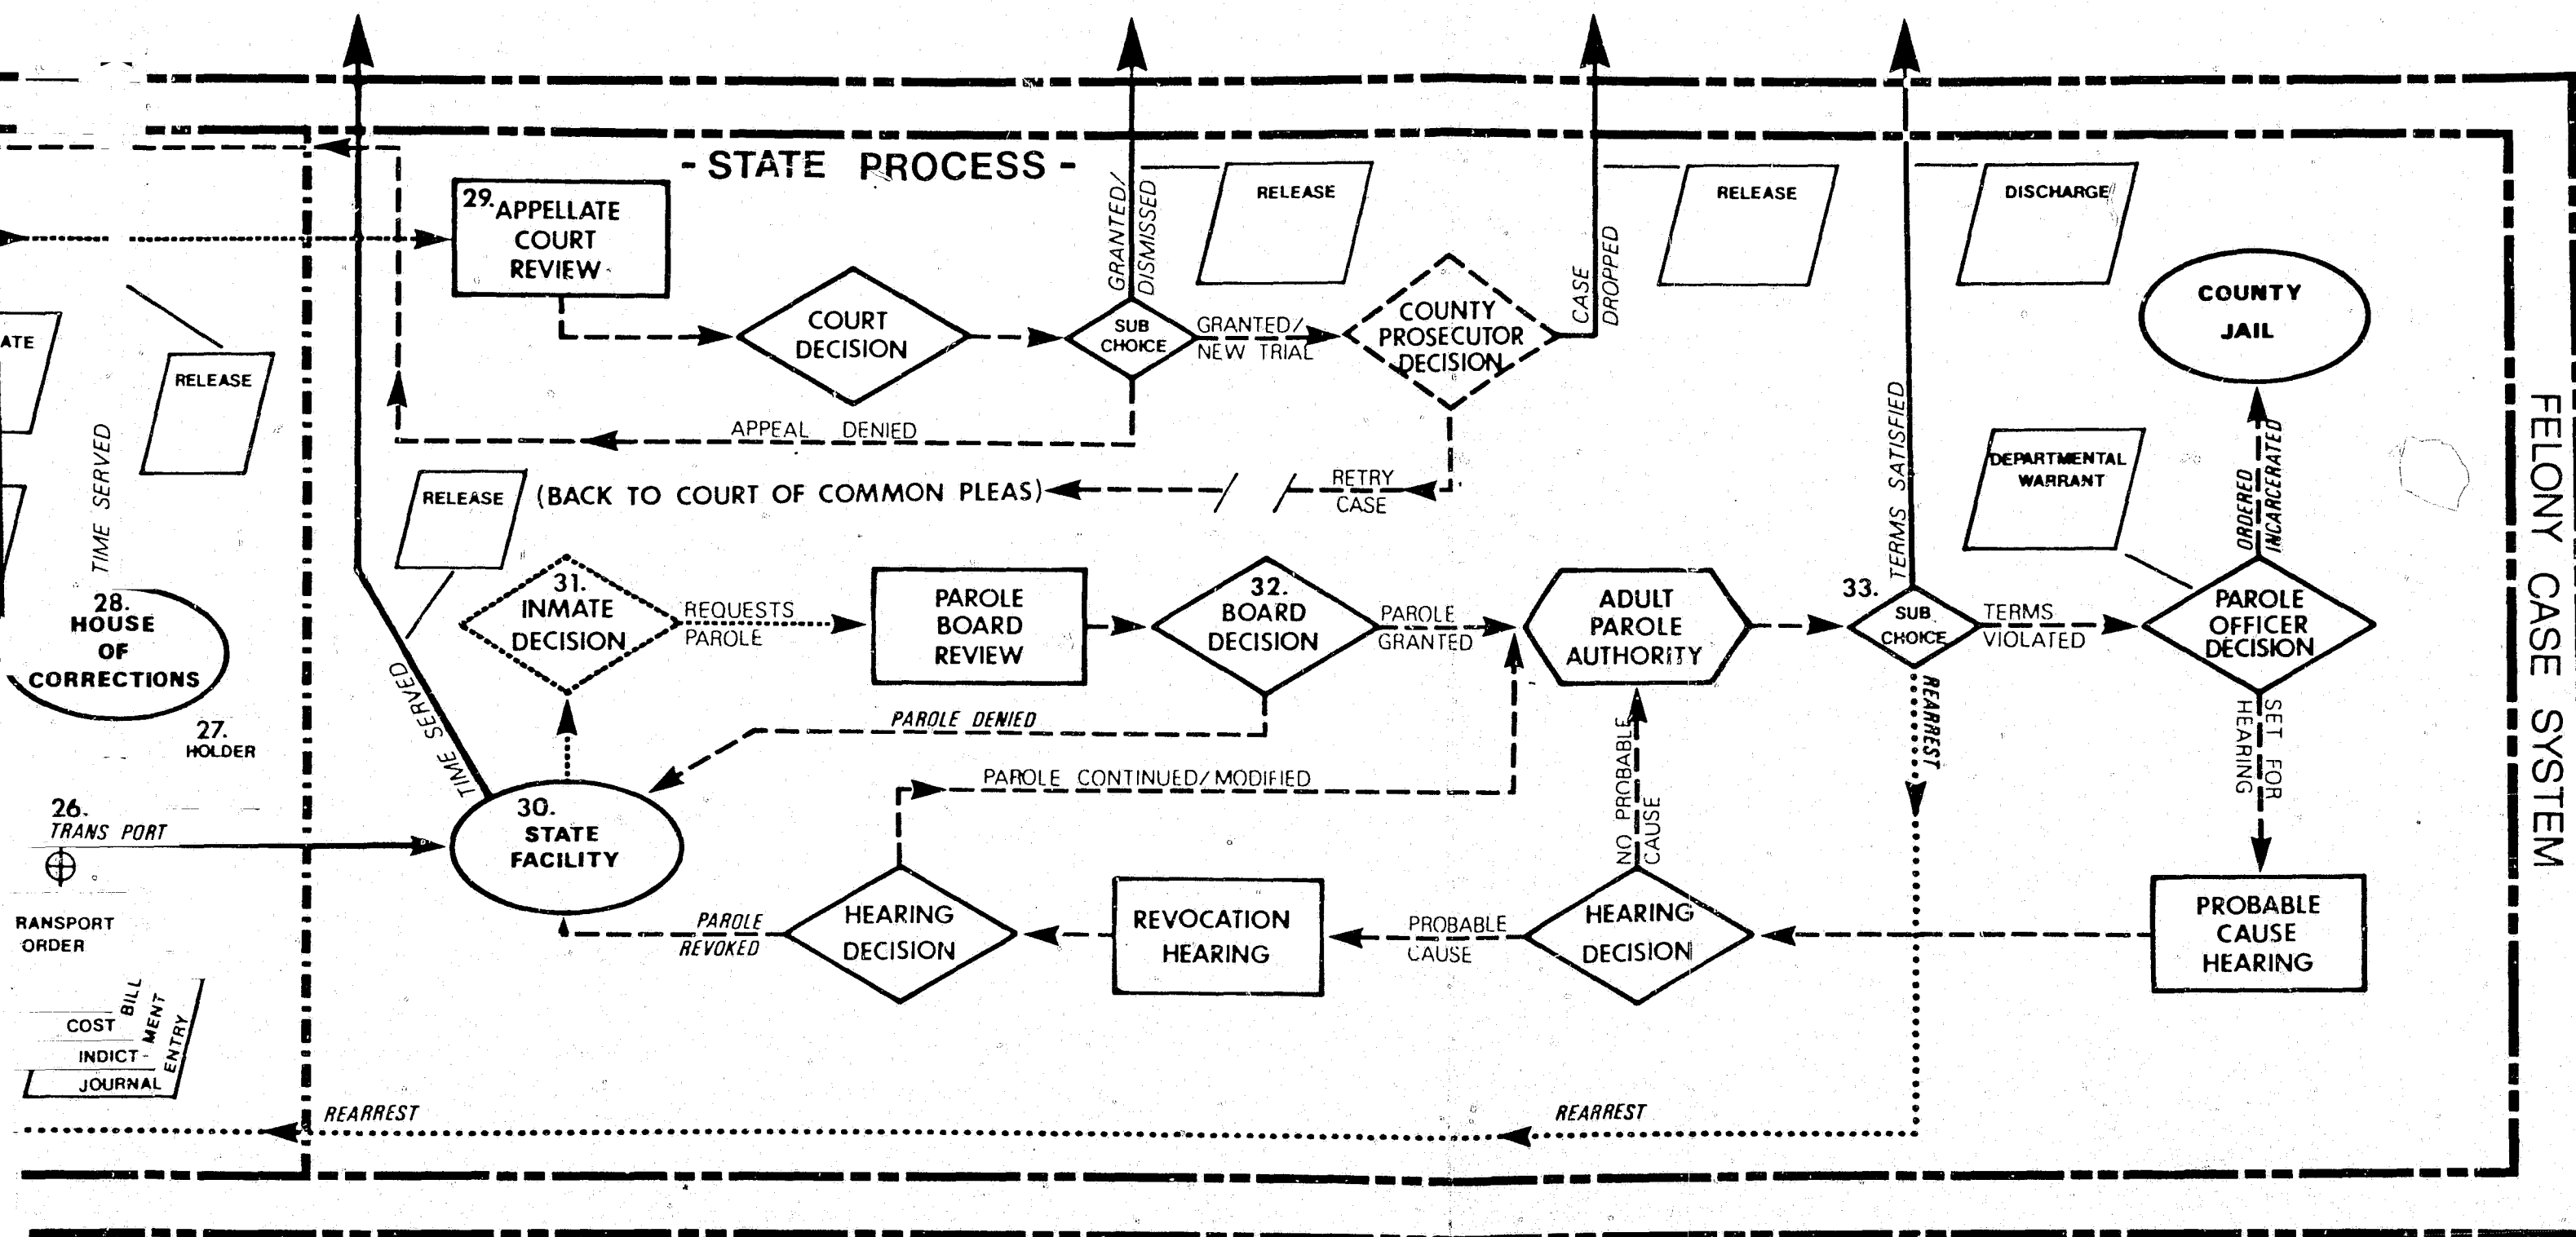 - STATE PROCESS -
29. APPELLATE
COURT
REVIEW
COURT
DECISION
SUB
CHOICE
GRANTED/
DISMISSED
RELEASE
GRANTED/
NEW TRIAL
COUNTY
PROSECUTOR
DECISION
CASE
DROPPED
RELEASE
DISCHARGE
COUNTY
JAIL
APPEAL DENIED
RETRY
CASE
(BACK TO COURT OF COMMON PLEAS)
RELEASE
ATE
RELEASE
TIME SERVED
28.
HOUSE
OF
CORRECTIONS
27.
HOLDER
26.
TRANS PORT
RANSPORT
ORDER
COST
BILL
INDICT-
MENT
JOURNAL
ENTRY
TIME SERVED
30.
STATE
FACILITY
31.
INMATE
DECISION
REQUESTS
PAROLE
PAROLE
BOARD
REVIEW
32.
BOARD
DECISION
PAROLE
GRANTED
PAROLE DENIED
ADULT
PAROLE
AUTHORITY
33.
SUB
CHOICE
TERMS SATISFIED
TERMS
VIOLATED
DEPARTMENTAL
WARRANT
PAROLE
OFFICER
DECISION
ORDERED
INCARCERATED
SET FOR
HEARING
PROBABLE
CAUSE
HEARING
HEARING
DECISION
NO PROBABLE
CAUSE
PROBABLE
CAUSE
REVOCATION
HEARING
HEARING
DECISION
PAROLE CONTINUED/MODIFIED
PAROLE
REVOKED
REARREST
REARREST
REARREST
FELONY CASE SYSTEM